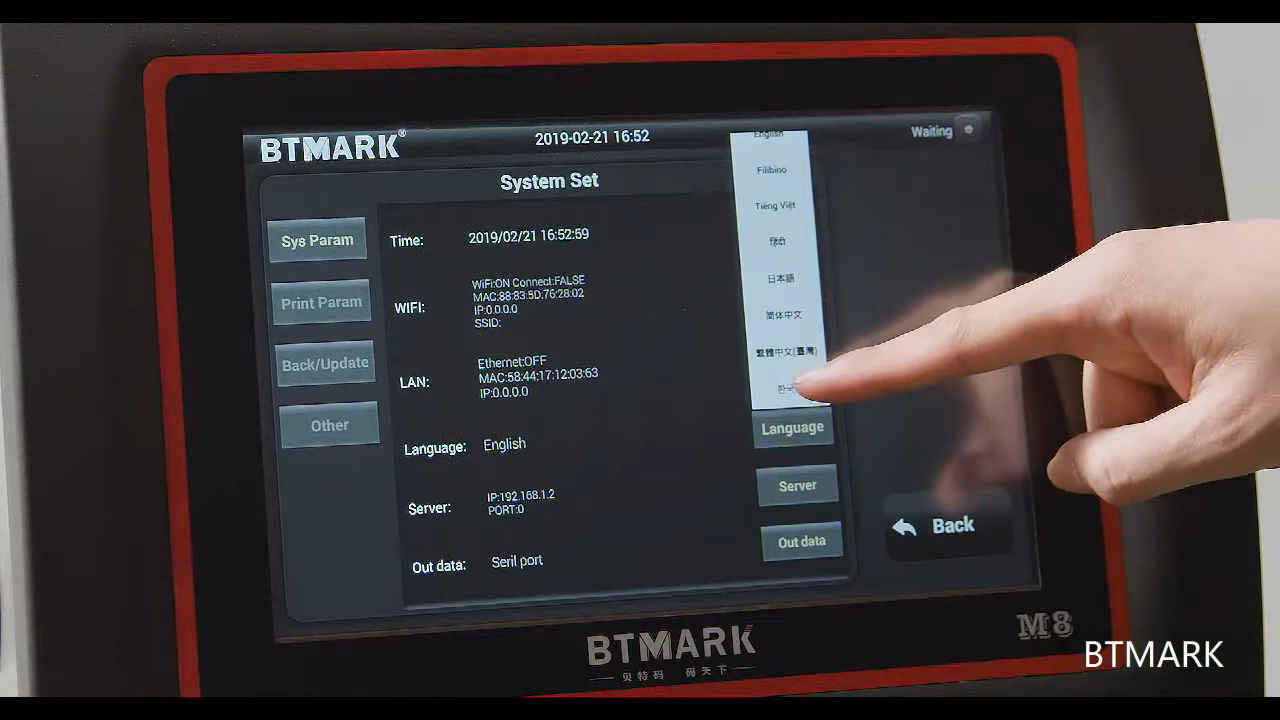 BTMARK®
2019-02-21 16:52
Waiting
System Set
Sys Param
Print Param
Back/Update
Other
Time: 2019/02/21 16:52:59
WIFI: WiFi:ON Connect:FALSE
MAC:88:83:5D:76:28:02
IP:0.0.0.0
SSID:
LAN: Ethernet:OFF
MAC:58:44:17:12:03:63
IP:0.0.0.0
Language: English
Server: IP:192.168.1.2
PORT:0
Out data: Seril port
English
Filibino
Tiếng Việt
हिंदी
日本語
简体中文
繁體中文(臺灣)
Language
Server
Out data
Back
BTMARK
贝特码 码天下
M8
BTMARK